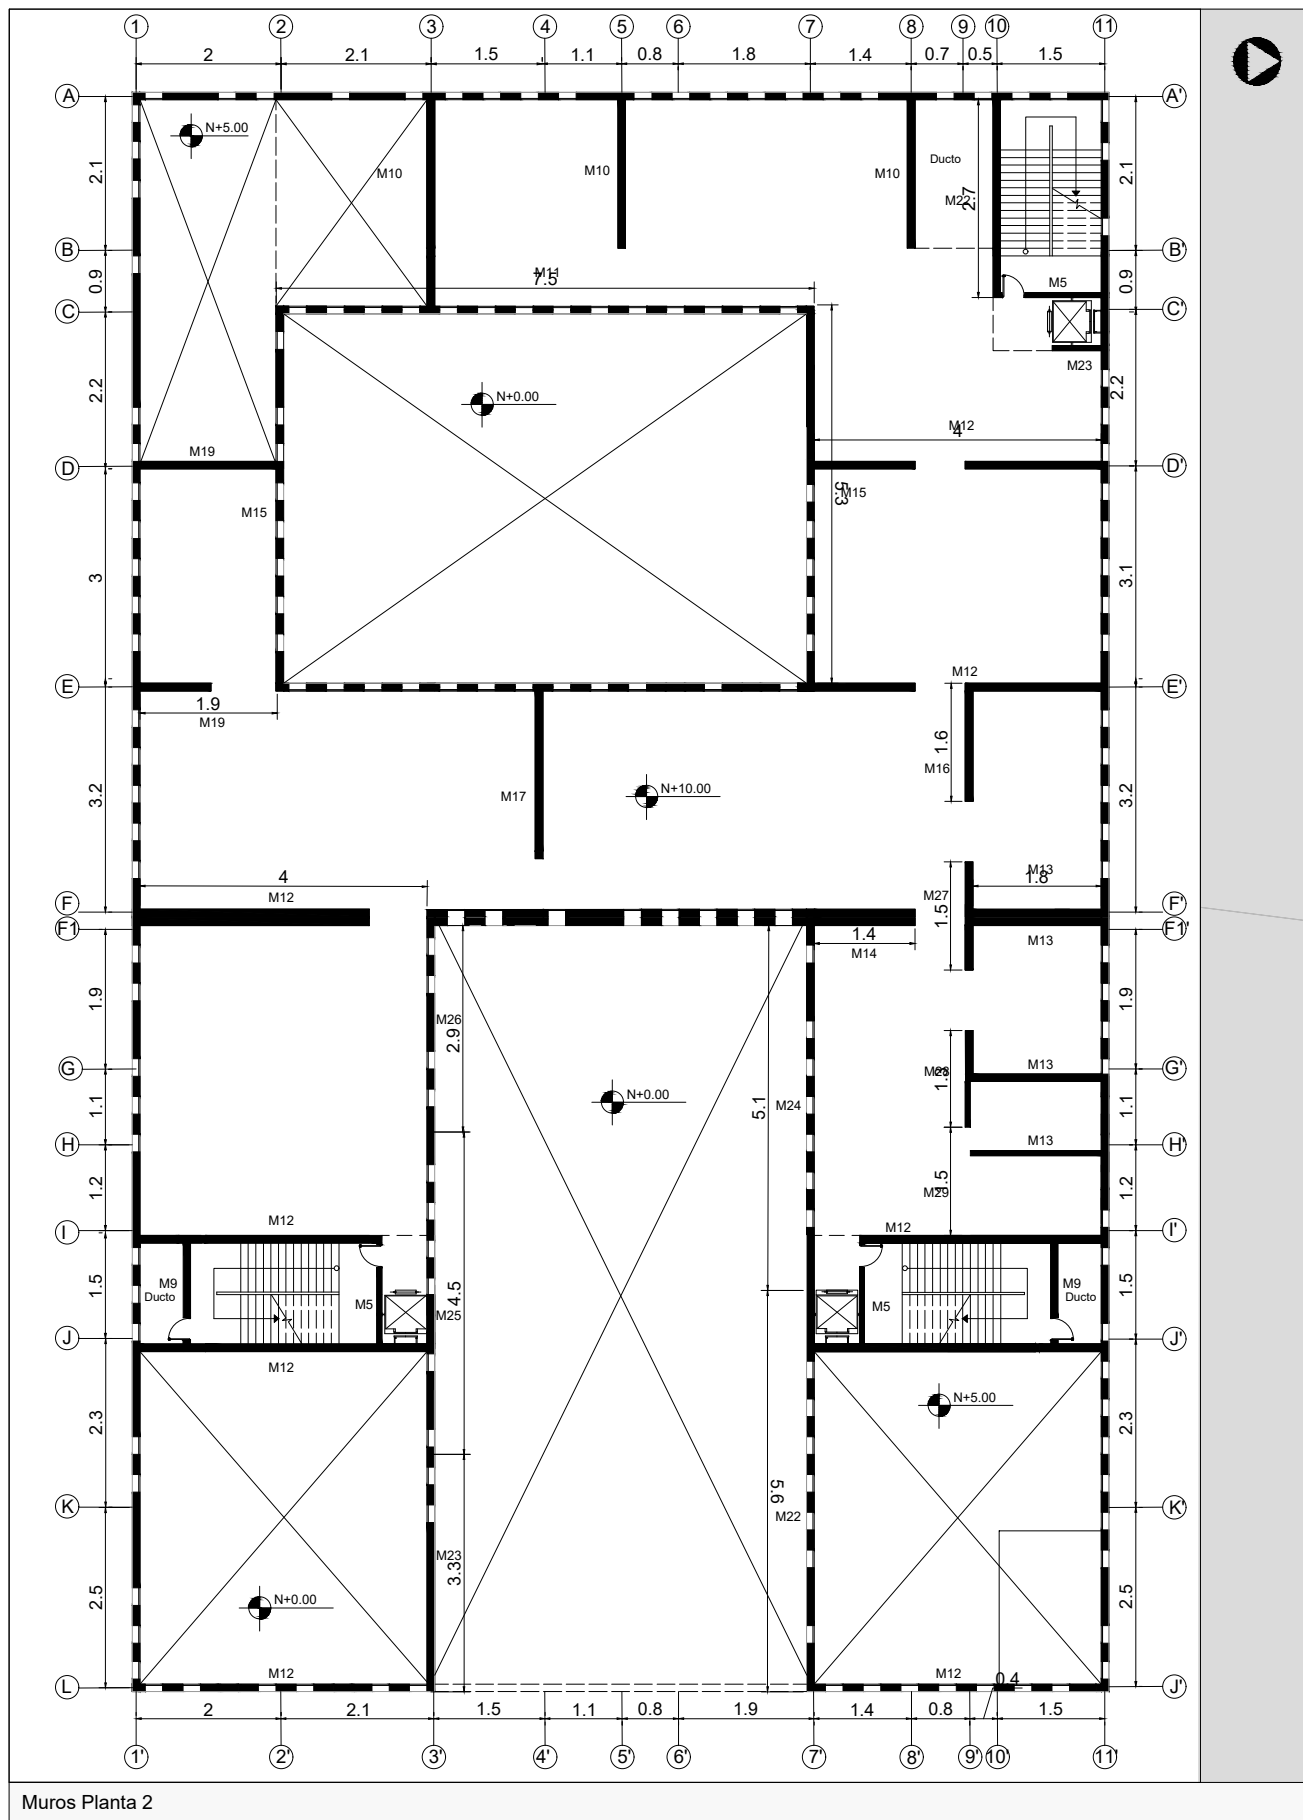 1 2 3 4 5 6 7 8 9 10 11
2 2.1 1.5 1.1 0.8 1.8 1.4 0.7 0.5 1.5
A A'
N+5.00
2.1 M10 M10 M10 Ducto 2.1
M22
2.7
B B'
0.9 M11 M5 0.9
7.5
C C'
M23
2.2 N+0.00 2.2
M12
4
M19
D D'
M15 M15
5.3
3 3.1
M12
E E'
1.9
M19
1.6
M16
3.2 M17 N+10.00 3.2
4 M13
M12 M27 1.8
F F'
F1 F1'
1.5
1.4 M13
M14
1.9 M26 1.9
2.9
G M13 G'
M28
1.1 N+0.00 5.1 M24 1.1
H M13 H'
1.2 1.5 1.2
M29
M12 M12
I I'
M9 M9
Ducto Ducto
1.5 M5 4.5 M5 1.5
M25
J J'
M12
N+5.00
2.3 2.3
5.6
K K'
M22
M23
3.3
2.5 N+0.00 2.5
M12 M12 0.4
L J'
2 2.1 1.5 1.1 0.8 1.9 1.4 0.8 1.5
1' 2' 3' 4' 5' 6' 7' 8' 9' 10' 11'
Muros Planta 2